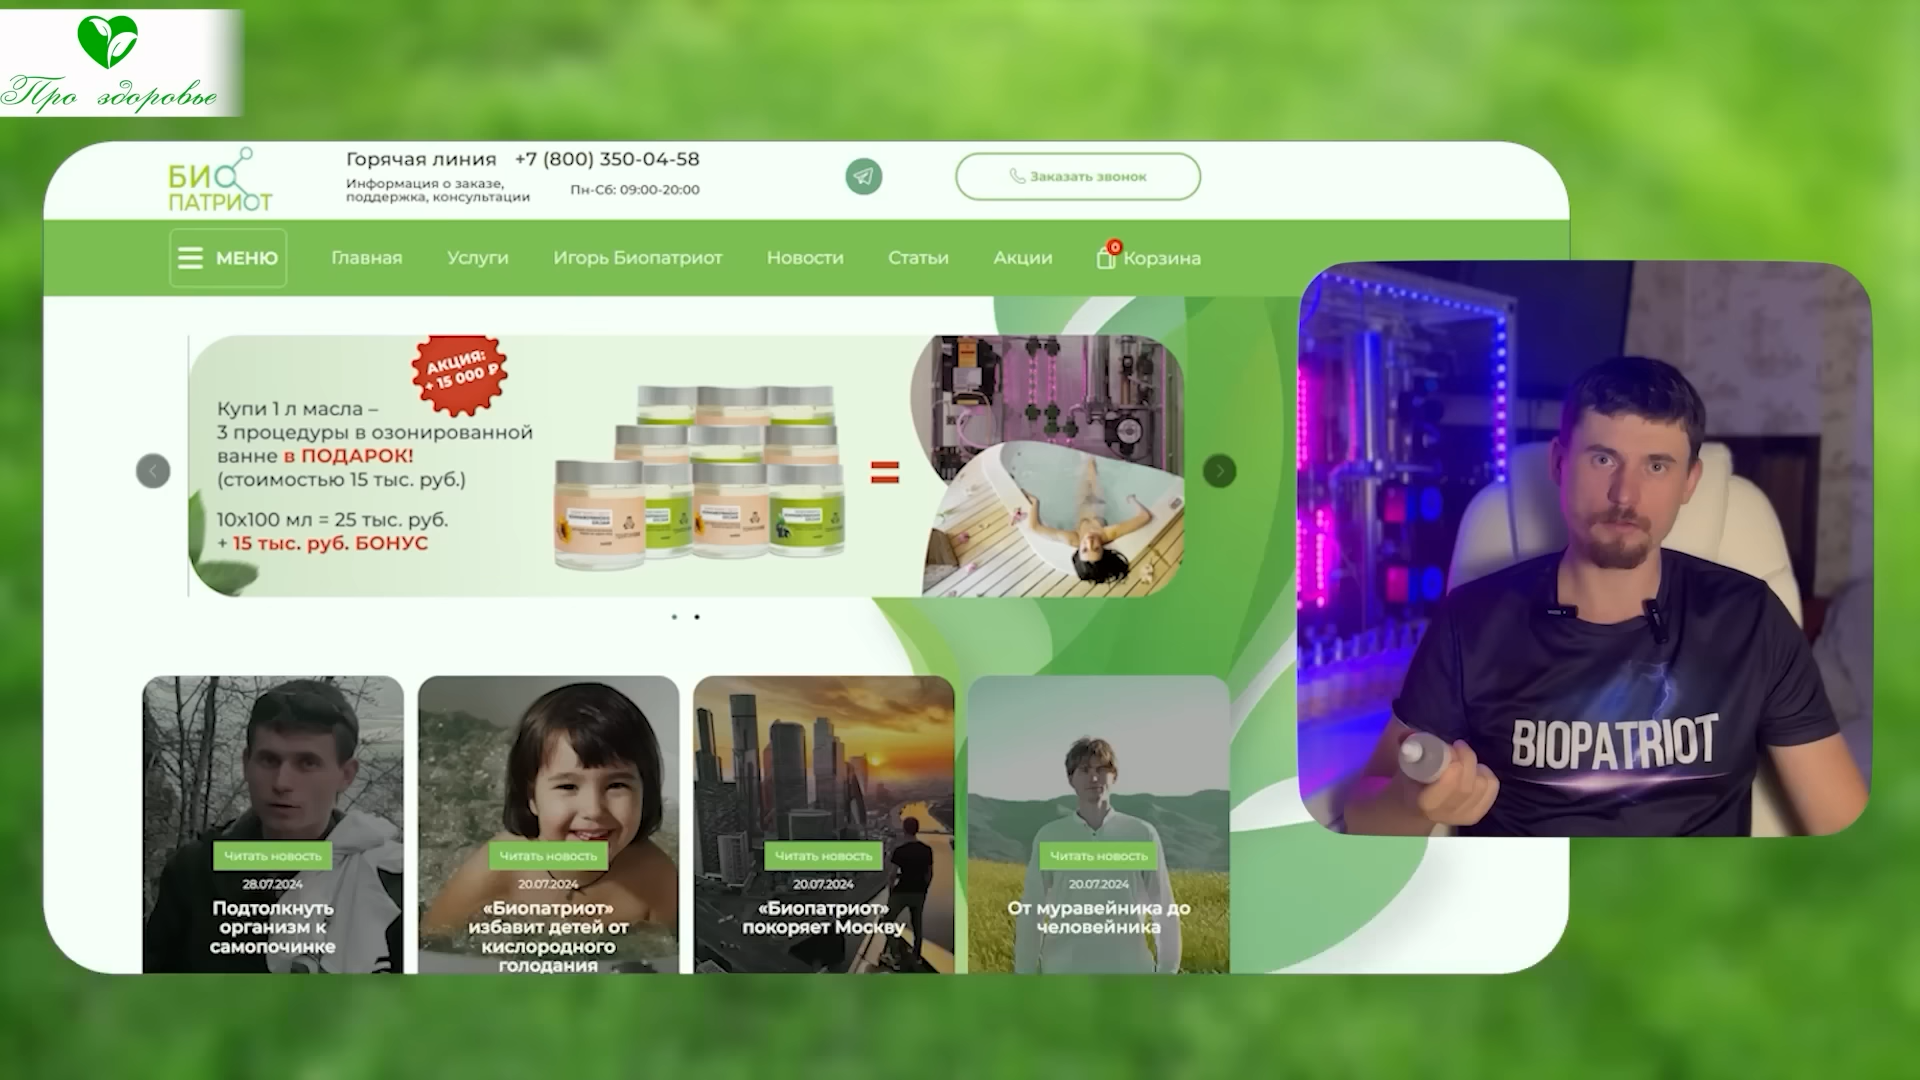 Про здоровье
БИО
ПАТРИОТ
Горячая линия +7 (800) 350-04-58
Информация о заказе,
поддержка, консультации
Пн-Сб: 09:00-20:00
Заказать звонок
МЕНЮ
Главная
Услуги
Игорь Биопатриот
Новости
Статьи
Акции
0
Корзина
АКЦИЯ:
+ 15 000 ₽
Купи 1 л масла –
3 процедуры в озонированной
ванне в ПОДАРОК!
(стоимостью 15 тыс. руб.)
10х100 мл = 25 тыс. руб.
+ 15 тыс. руб. БОНУС
=
BIOPATRIOT
Читать новость
28.07.2024
Подтолкнуть
организм к
самопочинке
Читать новость
20.07.2024
«Биопатриот»
избавит детей от
кислородного
голодания
Читать новость
20.07.2024
«Биопатриот»
покоряет Москву
Читать новость
20.07.2024
От муравейника до
человейника